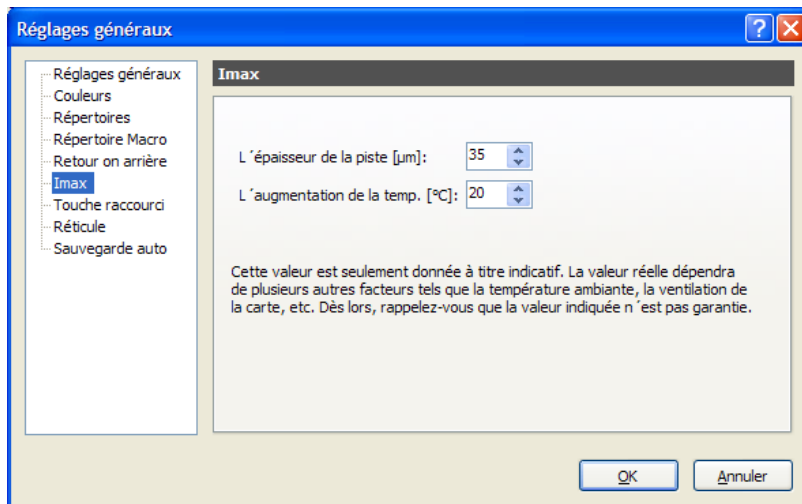 Réglages généraux
Réglages généraux
Couleurs
Répertoires
Répertoire Macro
Retour on arrière
Imax
Touche raccourci
Réticule
Sauvegarde auto
Imax
L´épaisseur de la piste [µm]: 35
L´augmentation de la temp. [°C]: 20
Cette valeur est seulement donnée à titre indicatif. La valeur réelle dépendra
de plusieurs autres facteurs tels que la température ambiante, la ventilation de
la carte, etc. Dès lors, rappelez-vous que la valeur indiquée n´est pas garantie.
OK Annuler